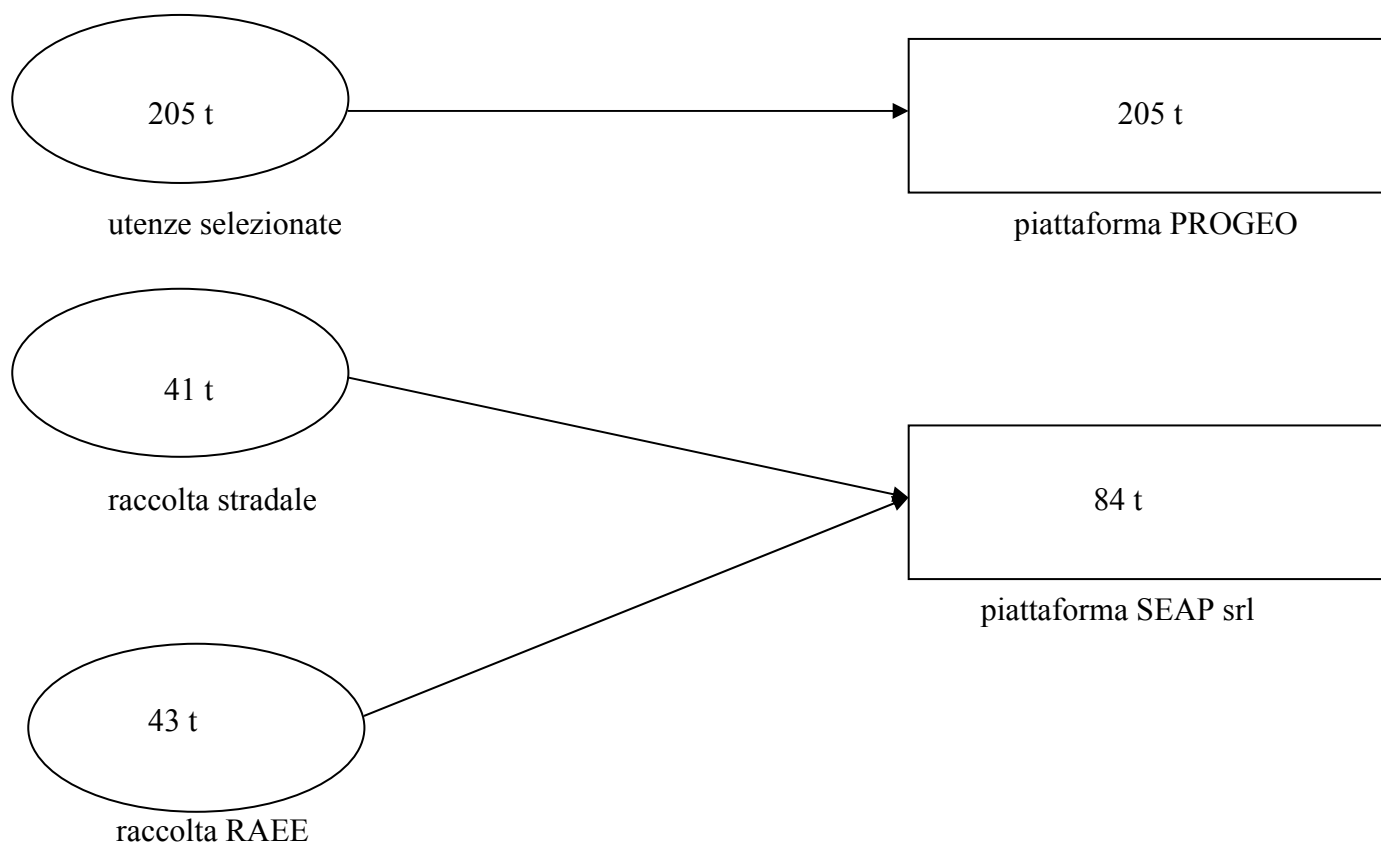 205 t
205 t
utenze selezionate
piattaforma PROGEO
41 t
raccolta stradale
84 t
piattaforma SEAP srl
43 t
raccolta RAEE